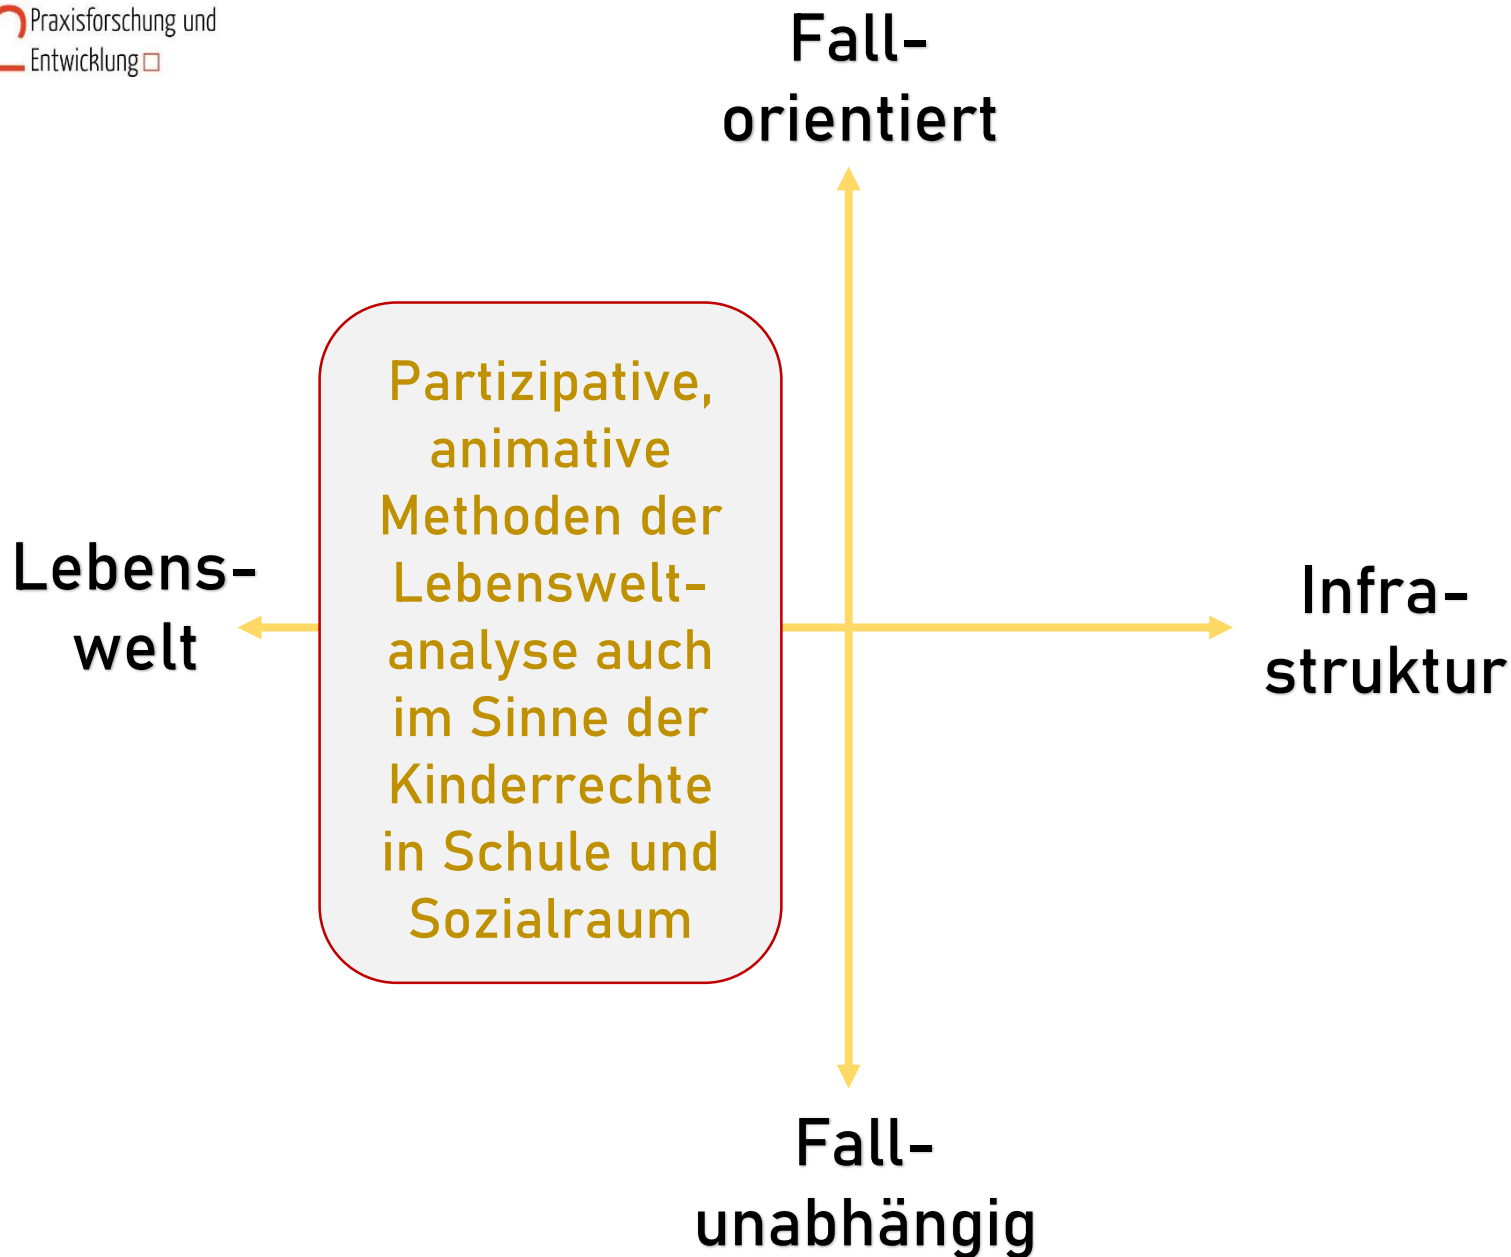 Praxisforschung und
Entwicklung
Fall-
orientiert
Partizipative,
animative
Methoden der
Lebenswelt-
analyse auch
im Sinne der
Kinderrechte
in Schule und
Sozialraum
Lebens-
welt
Infra-
struktur
Fall-
unabhängig